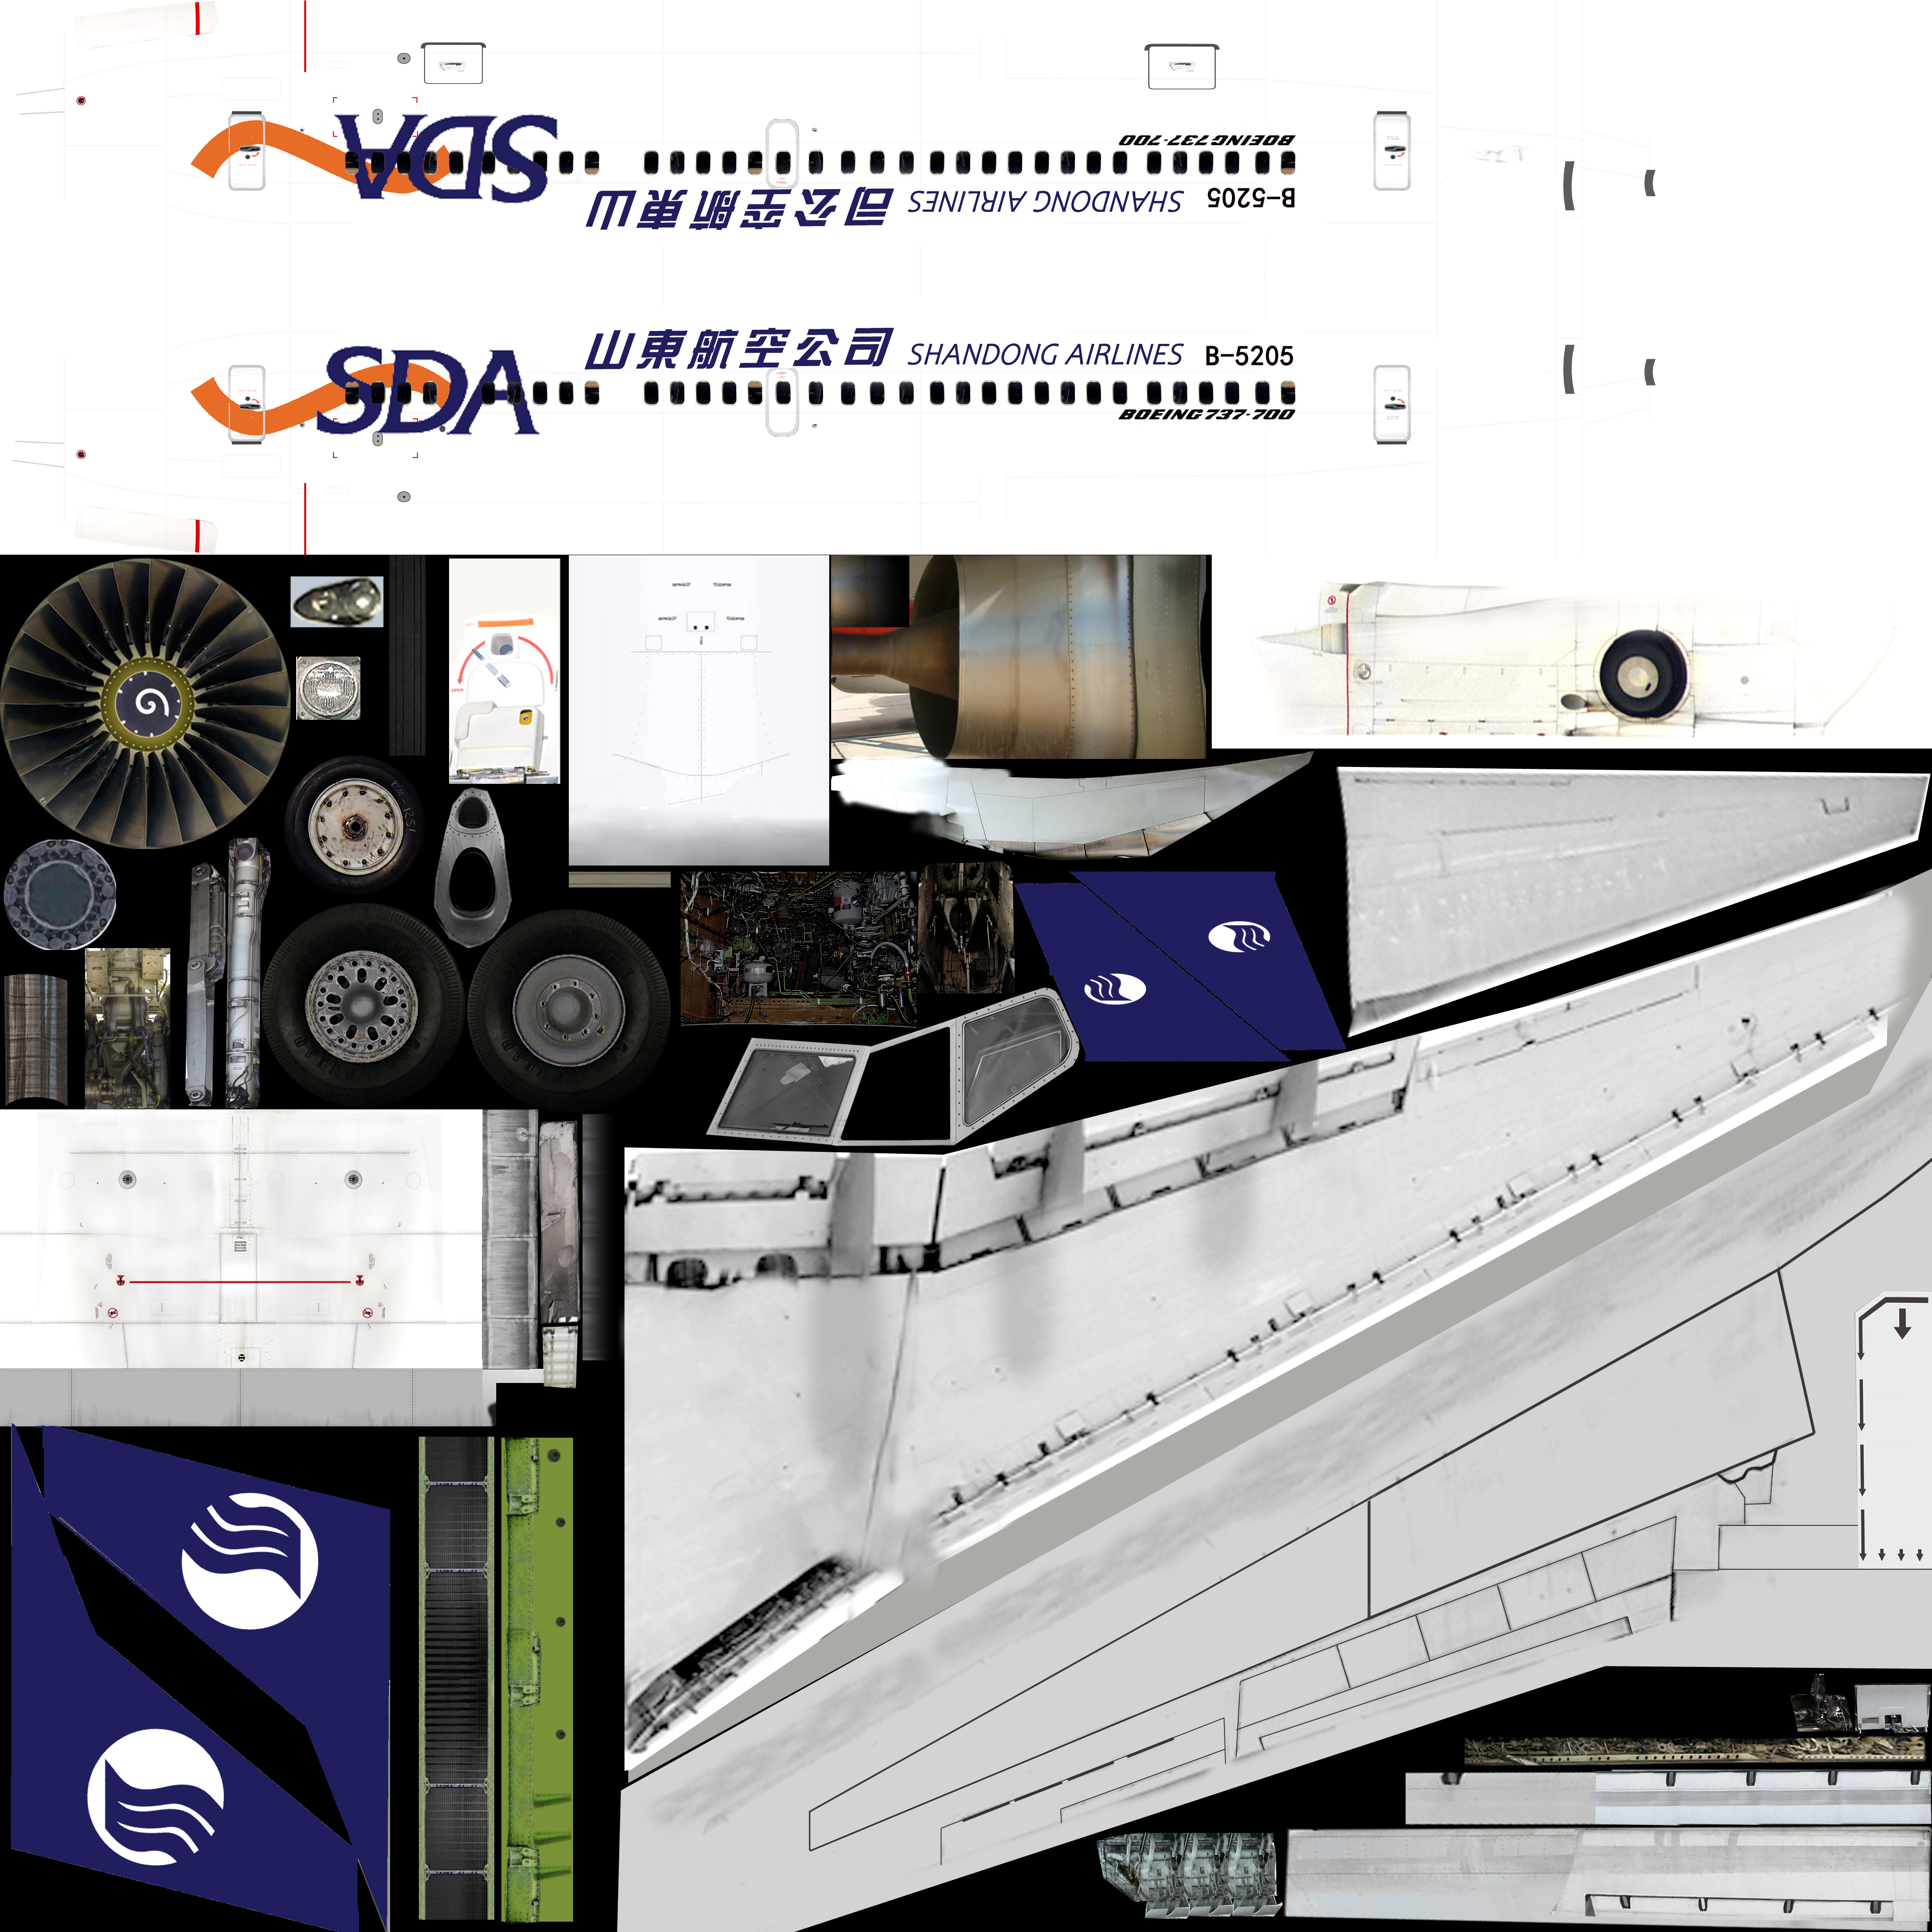 SDA
BOEING 737-700
山東航空公司 SHANDONG AIRLINES B-5205
山東航空公司 SHANDONG AIRLINES B-5205
SDA
BOEING 737-700
OPEN